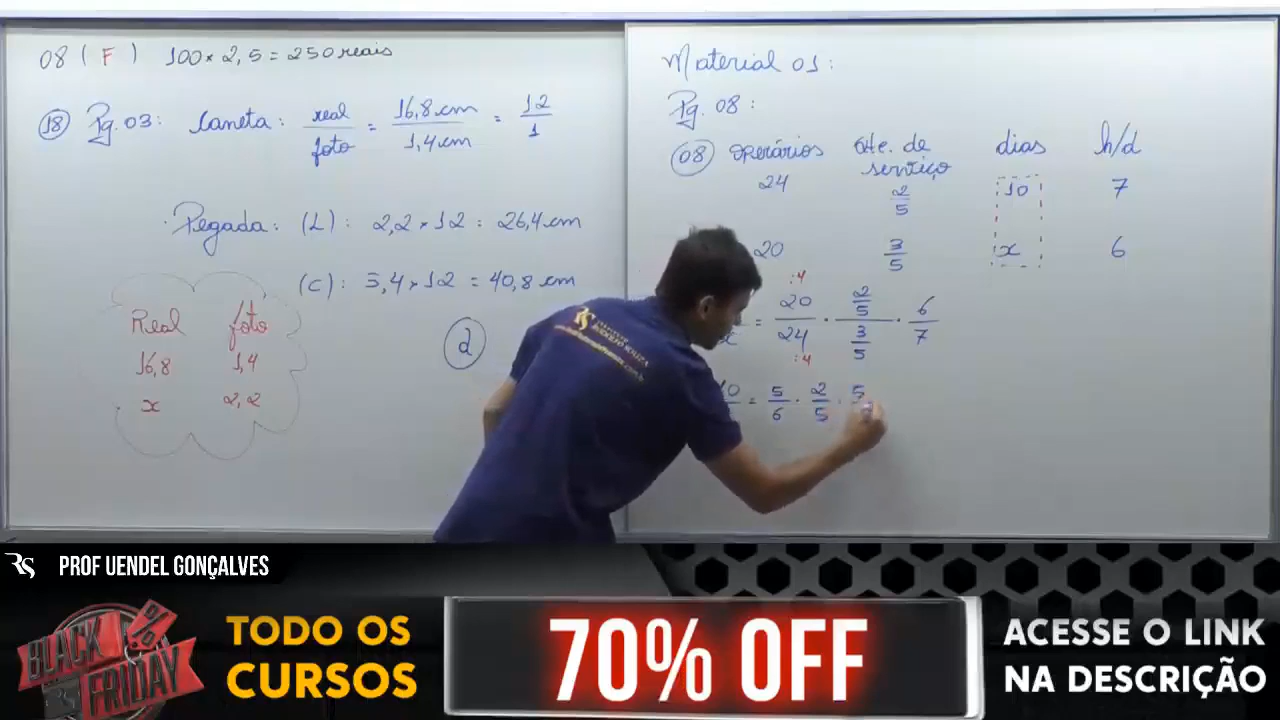 08 ( F ) 100 × 2,5 = 250 reais
18 Pg. 03: Caneta: real/foto = 16,8 cm/1,4 cm = 12/1
Pegada: (L): 2,2 × 12 = 26,4 cm
(C): 3,4 × 12 = 40,8 cm
d
Real foto
16,8 1,4
x 2,2
Material 01:
Pg. 08:
08 operários qte. de serviço dias h/d
24 2/5 10 7
20 3/5 x 6
x = 20/24 · 2/5 / 3/5 · 6/7
:4
:4
10 = 5/6 · 2/5 · 5
RS PROF UENDEL GONÇALVES
BLACK FRIDAY
TODO OS
CURSOS
70% OFF
ACESSE O LINK
NA DESCRIÇÃO